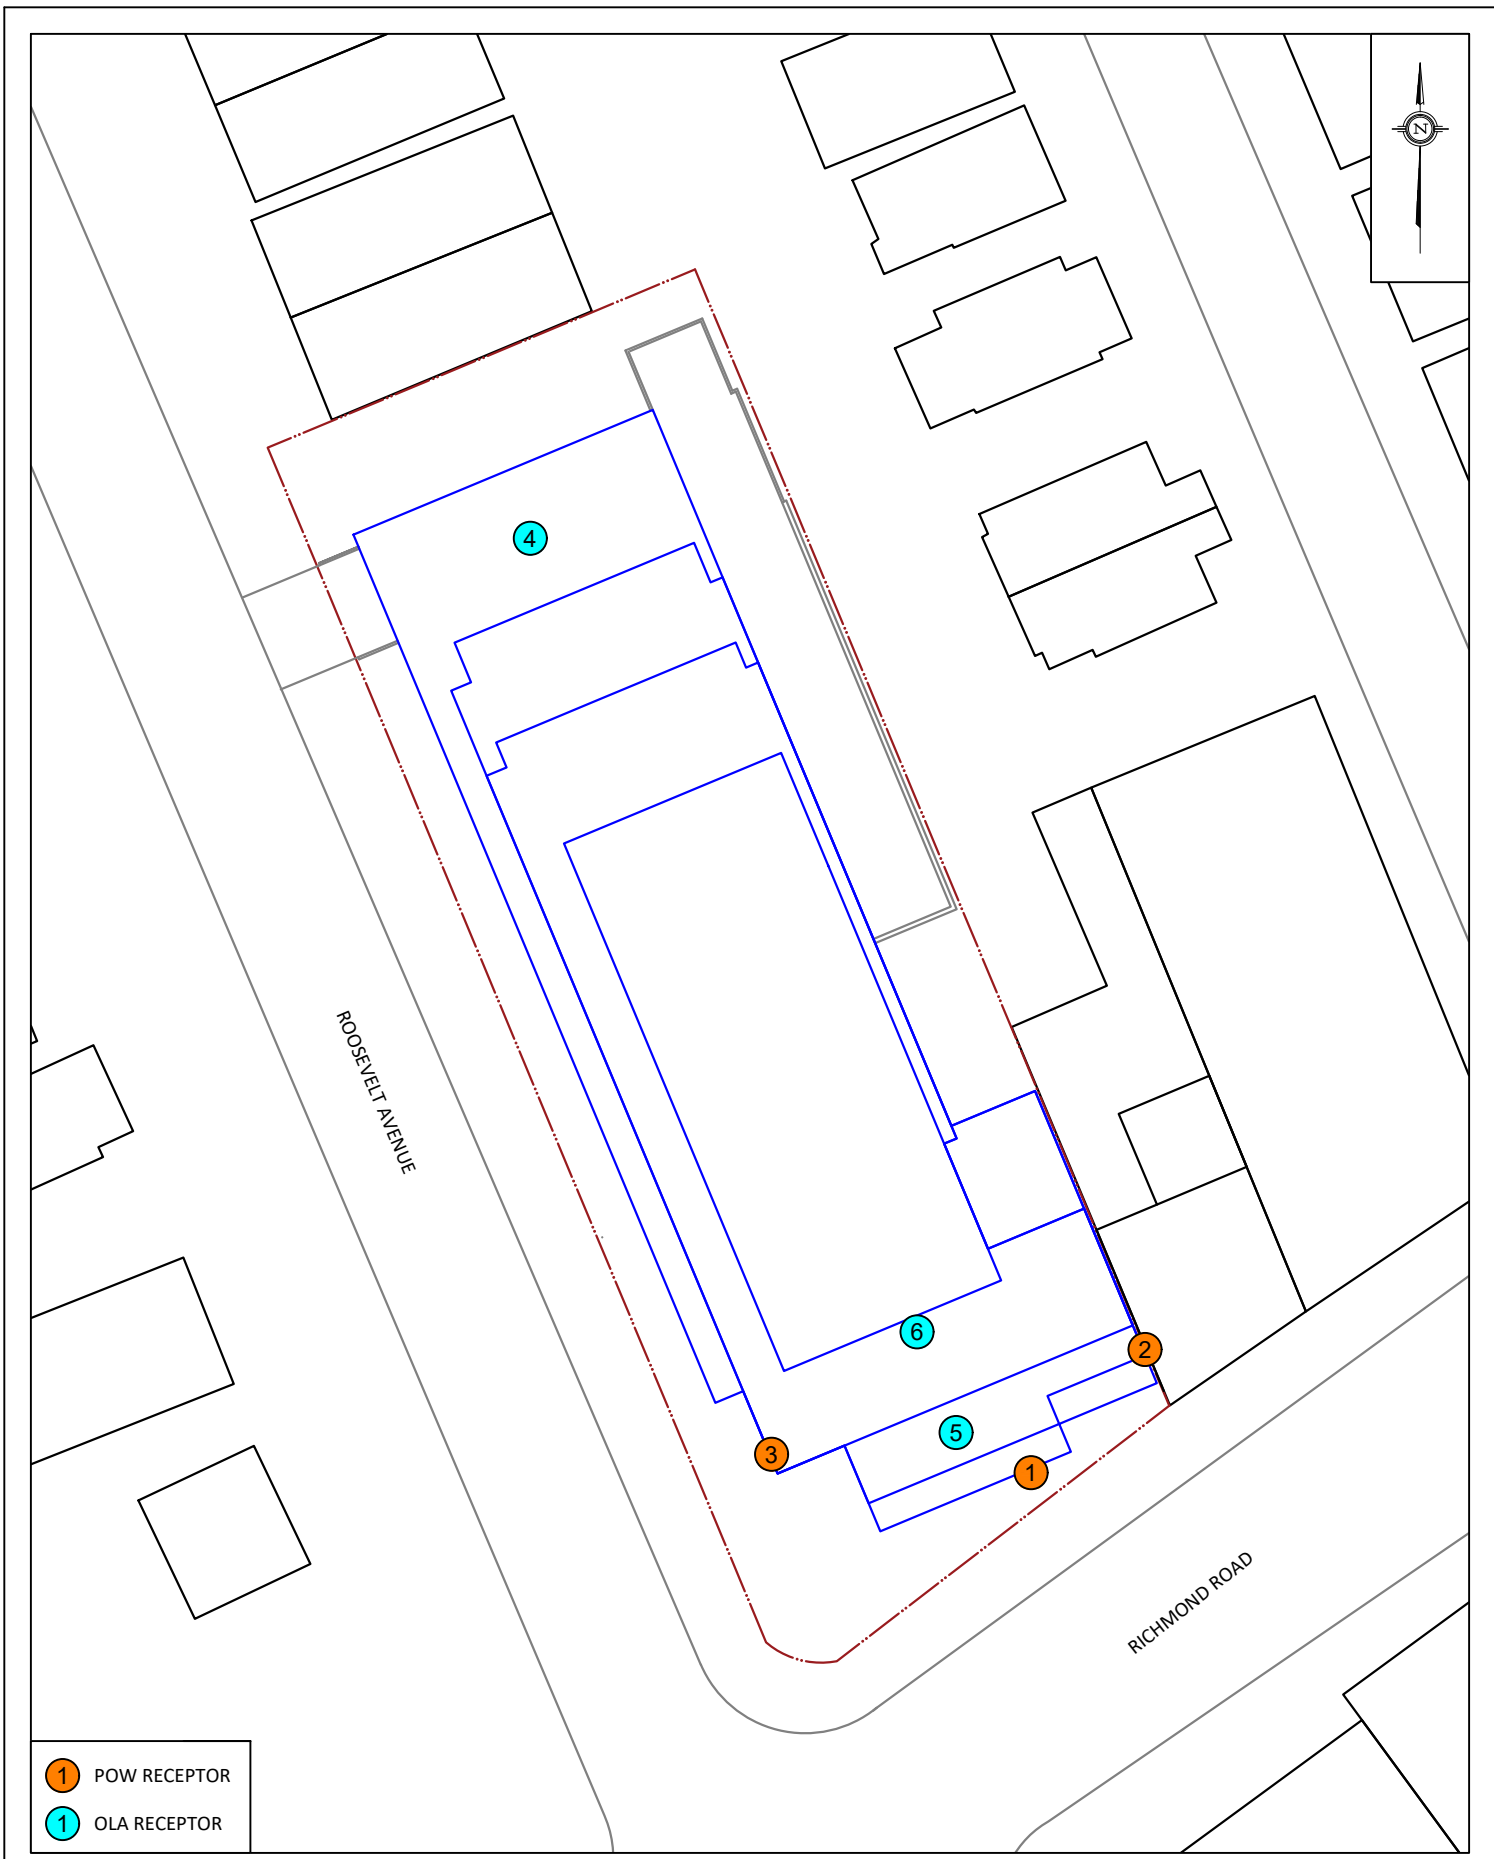 N
4
ROOSEVELT AVENUE
6
2
5
3
1
RICHMOND ROAD
1 POW RECEPTOR
1 OLA RECEPTOR